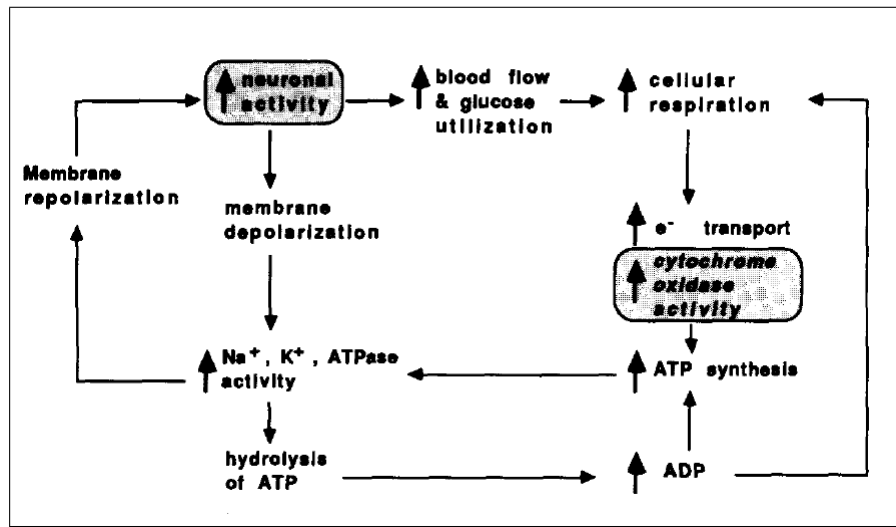 neuronal
activity
blood flow
& glucose
utilization
cellular
respiration
Membrane
repolarization
membrane
depolarization
e⁻ transport
cytochrome
oxidase
activity
Na⁺, K⁺, ATPase
activity
ATP synthesis
hydrolysis
of ATP
ADP